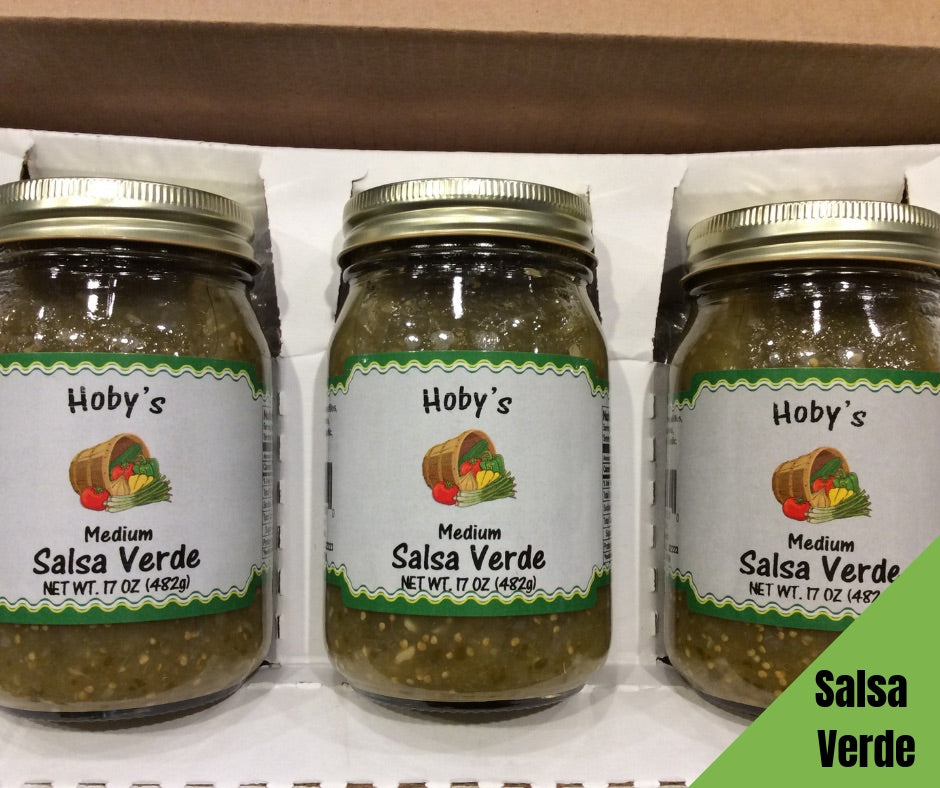 Hoby's
Medium
Salsa Verde
NET WT. 17 OZ (482g)
Hoby's
Medium
Salsa Verde
NET WT. 17 OZ (482g)
Hoby's
Medium
Salsa Verde
NET WT. 17 OZ (482
Salsa
Verde